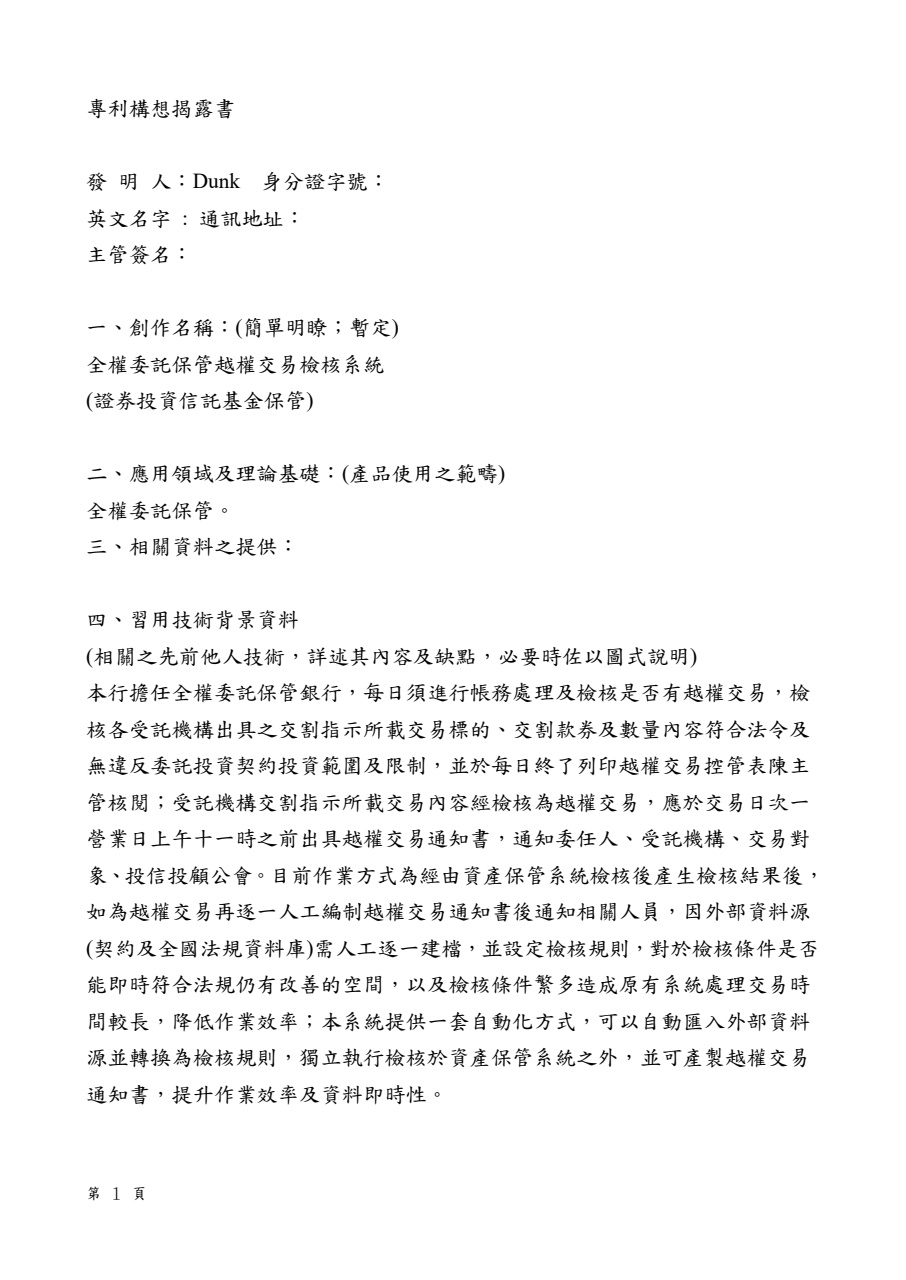 專利構想揭露書
發 明 人：Dunk　身分證字號：
英文名字 : 通訊地址：
主管簽名：
一、創作名稱：(簡單明瞭；暫定)
全權委託保管越權交易檢核系統
(證券投資信託基金保管)
二、應用領域及理論基礎：(產品使用之範疇)
全權委託保管。
三、相關資料之提供：
四、習用技術背景資料
(相關之先前他人技術，詳述其內容及缺點，必要時佐以圖式說明)
本行擔任全權委託保管銀行，每日須進行帳務處理及檢核是否有越權交易，檢
核各受託機構出具之交割指示所載交易標的、交割款券及數量內容符合法令及
無違反委託投資契約投資範圍及限制，並於每日終了列印越權交易控管表陳主
管核閱；受託機構交割指示所載交易內容經檢核為越權交易，應於交易日次一
營業日上午十一時之前出具越權交易通知書，通知委任人、受託機構、交易對
象、投信投顧公會。目前作業方式為經由資產保管系統檢核後產生檢核結果後，
如為越權交易再逐一人工編制越權交易通知書後通知相關人員，因外部資料源
(契約及全國法規資料庫)需人工逐一建檔，並設定檢核規則，對於檢核條件是否
能即時符合法規仍有改善的空間，以及檢核條件繁多造成原有系統處理交易時
間較長，降低作業效率；本系統提供一套自動化方式，可以自動匯入外部資料
源並轉換為檢核規則，獨立執行檢核於資產保管系統之外，並可產製越權交易
通知書，提升作業效率及資料即時性。
第 1 頁